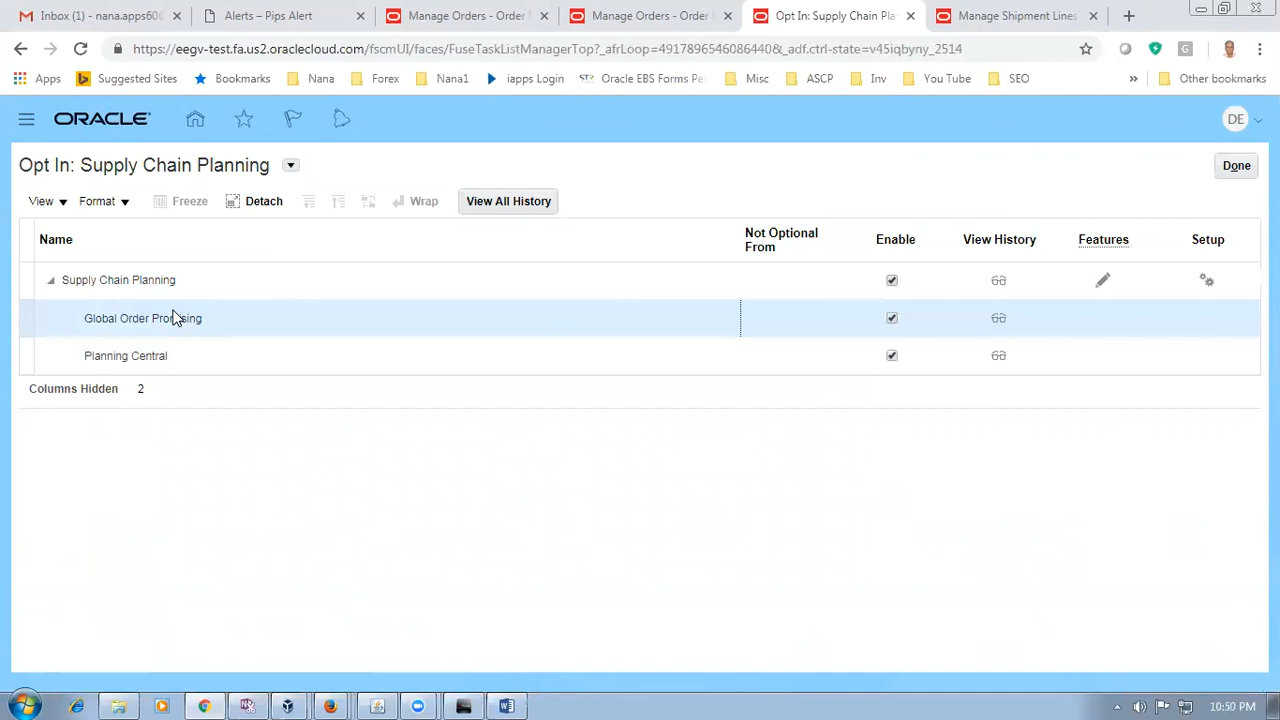 Inbox (1) - nana.apps60
Alerts – Pips Alert
Manage Orders - Order
Manage Orders - Order
Opt In: Supply Chain Pla
Manage Shipment Lines
https://eegv-test.fa.us2.oraclecloud.com/fscmUI/faces/FuseTaskListManagerTop?_afrLoop=4917896546086440&_adf.ctrl-state=v45iqbyny_2514
Apps
Suggested Sites
Bookmarks
Nana
Forex
Nana1
iapps Login
Oracle EBS Forms Per
Misc
ASCP
Inv
You Tube
SEO
»
Other bookmarks
ORACLE
DE
Opt In: Supply Chain Planning
Done
View
Format
Freeze
Detach
Wrap
View All History
Name
Not Optional
From
Enable
View History
Features
Setup
Supply Chain Planning
Global Order Promising
Planning Central
Columns Hidden 2
10:50 PM